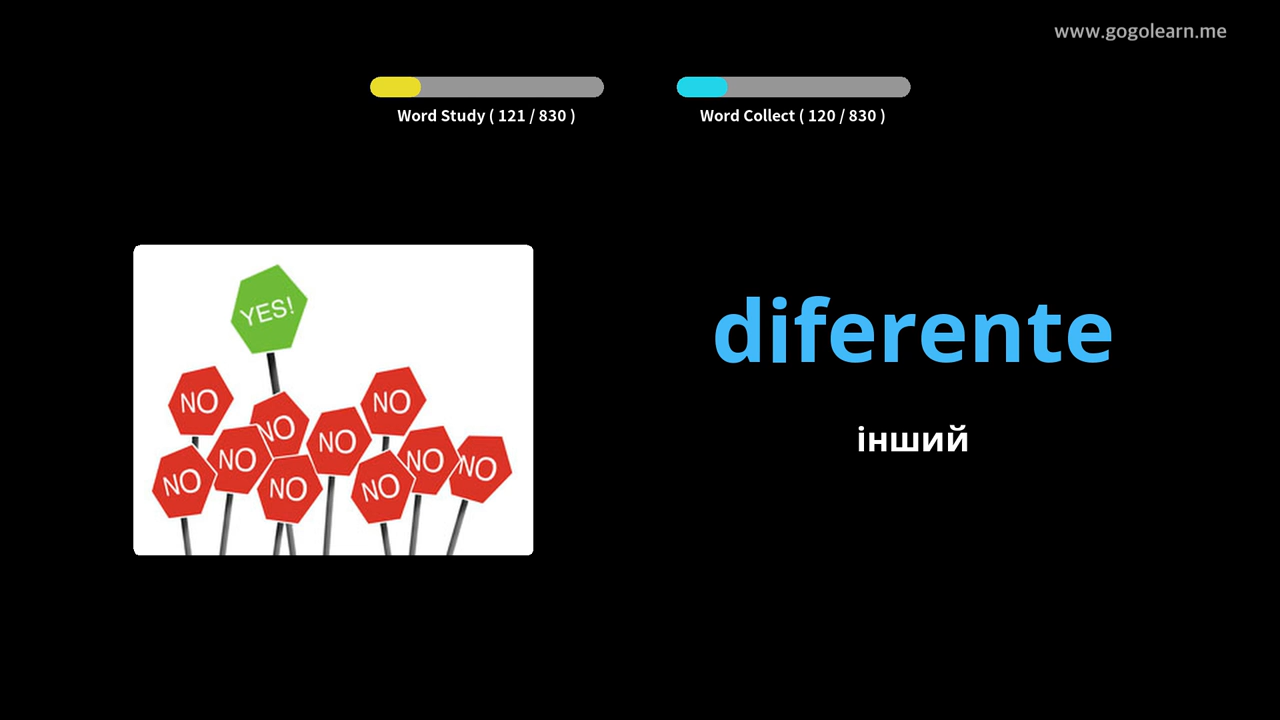 www.gogolearn.me
Word Study ( 121 / 830 )
Word Collect ( 120 / 830 )
YES!
NO
NO
NO
NO
NO
NO
NO
NO
NO
NO
diferente
інший